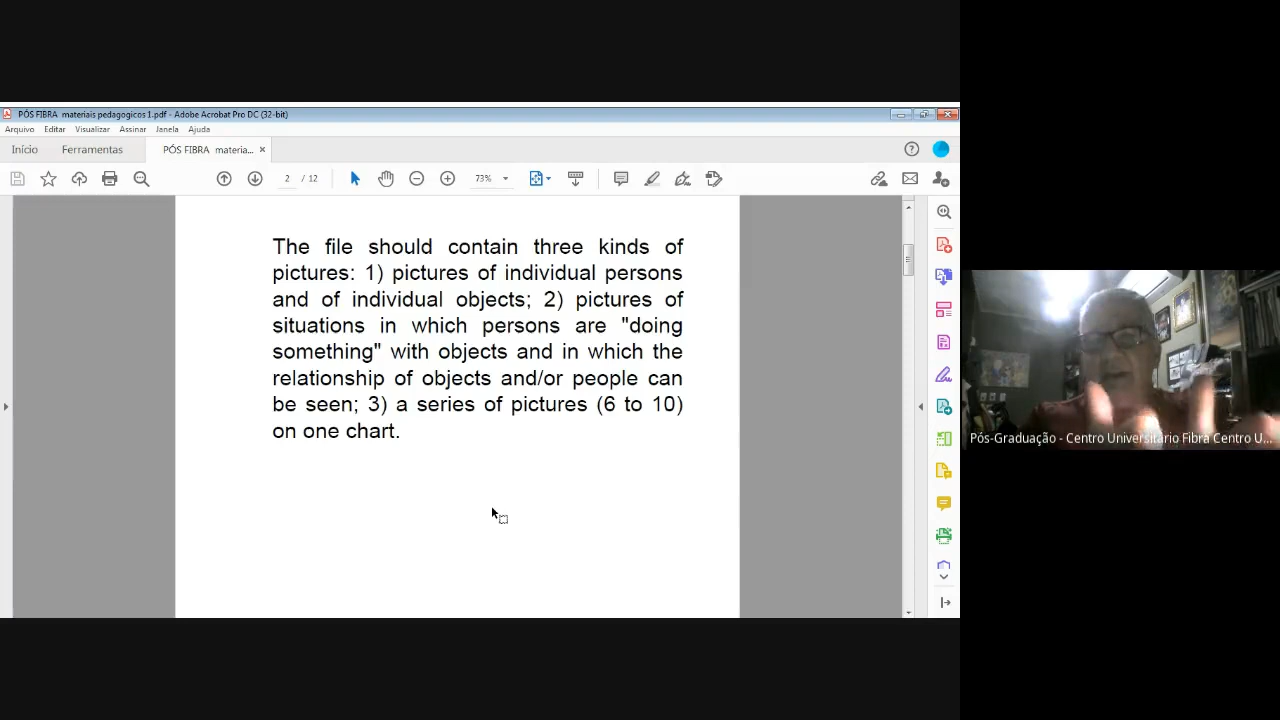 PÓS FIBRA materiais pedagogicos 1.pdf - Adobe Acrobat Pro DC (32-bit)
Arquivo Editar Visualizar Assinar Janela Ajuda
Início Ferramentas PÓS FIBRA materia... ×
2 / 12 73%
The file should contain three kinds of
pictures: 1) pictures of individual persons
and of individual objects; 2) pictures of
situations in which persons are "doing
something" with objects and in which the
relationship of objects and/or people can
be seen; 3) a series of pictures (6 to 10)
on one chart.
Pós-Graduação - Centro Universitário Fibra Centro U...